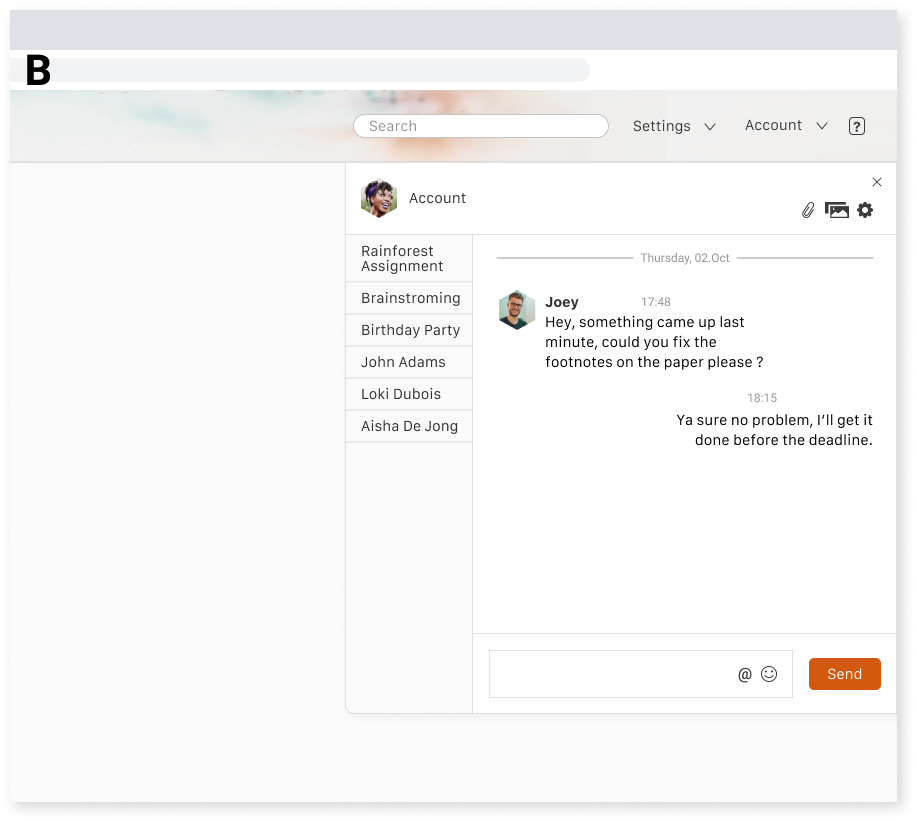 B
Search
Settings
Account
?
Account
Rainforest
Assignment
Brainstroming
Birthday Party
John Adams
Loki Dubois
Aisha De Jong
Thursday, 02.Oct
Joey 17:48
Hey, something came up last
minute, could you fix the
footnotes on the paper please ?
18:15
Ya sure no problem, I’ll get it
done before the deadline.
@
Send